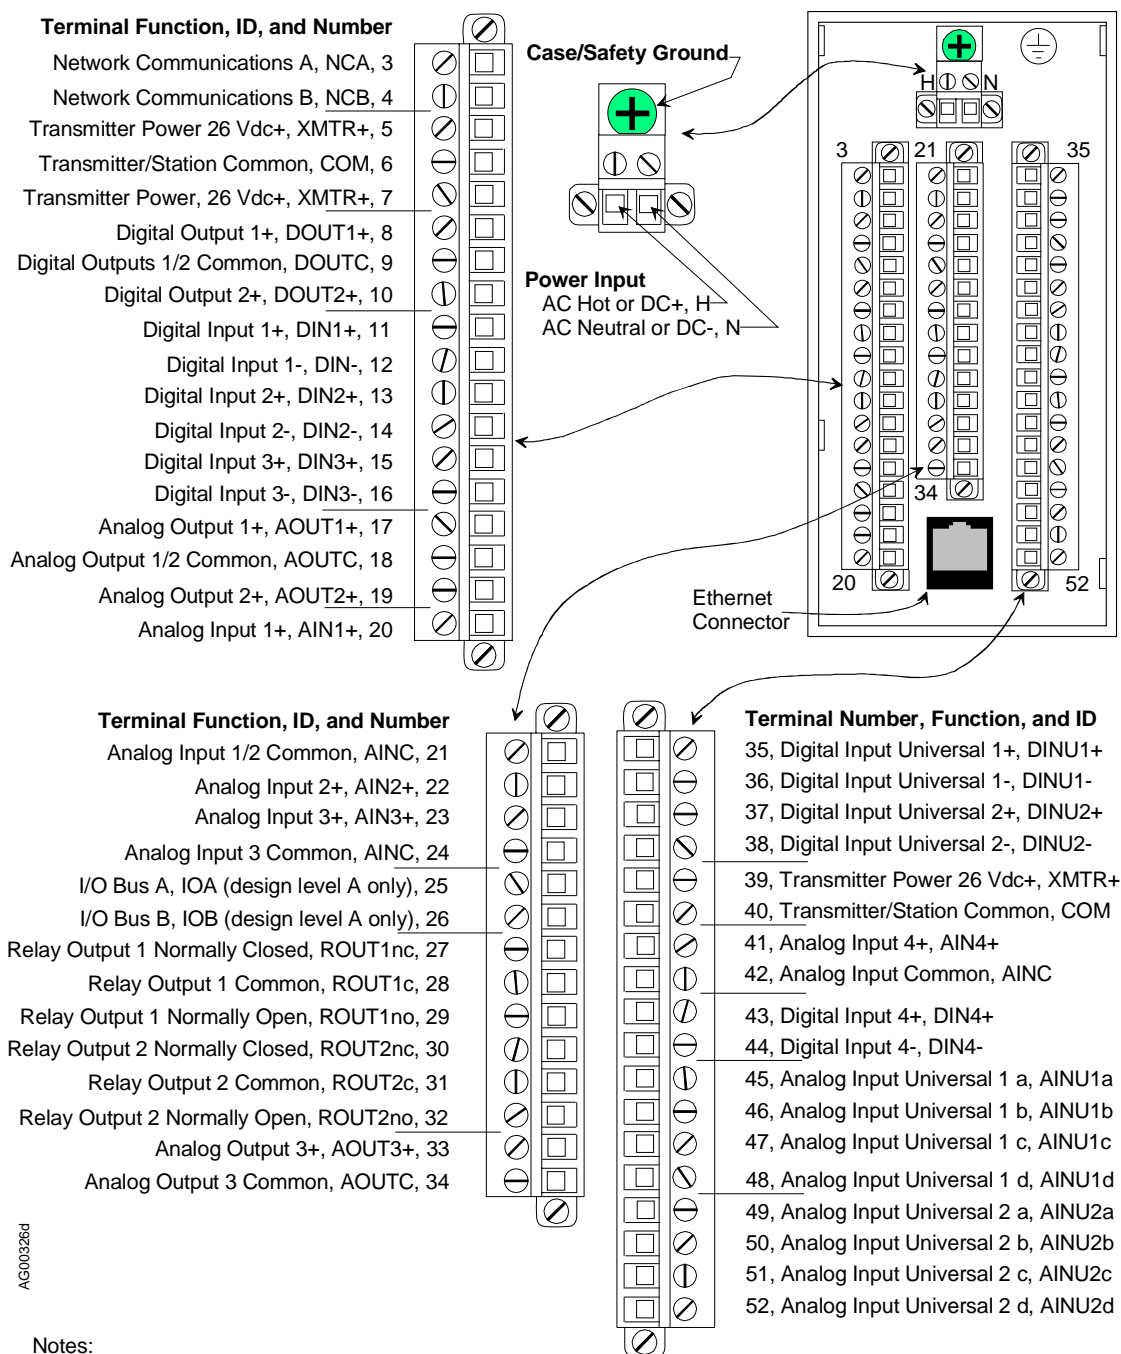 Terminal Function, ID, and Number
Network Communications A, NCA, 3
Network Communications B, NCB, 4
Transmitter Power 26 Vdc+, XMTR+, 5
Transmitter/Station Common, COM, 6
Transmitter Power, 26 Vdc+, XMTR+, 7
Digital Output 1+, DOUT1+, 8
Digital Outputs 1/2 Common, DOUTC, 9
Digital Output 2+, DOUT2+, 10
Digital Input 1+, DIN1+, 11
Digital Input 1-, DIN-, 12
Digital Input 2+, DIN2+, 13
Digital Input 2-, DIN2-, 14
Digital Input 3+, DIN3+, 15
Digital Input 3-, DIN3-, 16
Analog Output 1+, AOUT1+, 17
Analog Output 1/2 Common, AOUTC, 18
Analog Output 2+, AOUT2+, 19
Analog Input 1+, AIN1+, 20
Case/Safety Ground
Power Input
AC Hot or DC+, H
AC Neutral or DC-, N
H N
3 21 35
34
20 52
Ethernet
Connector
Terminal Function, ID, and Number
Analog Input 1/2 Common, AINC, 21
Analog Input 2+, AIN2+, 22
Analog Input 3+, AIN3+, 23
Analog Input 3 Common, AINC, 24
I/O Bus A, IOA (design level A only), 25
I/O Bus B, IOB (design level A only), 26
Relay Output 1 Normally Closed, ROUT1nc, 27
Relay Output 1 Common, ROUT1c, 28
Relay Output 1 Normally Open, ROUT1no, 29
Relay Output 2 Normally Closed, ROUT2nc, 30
Relay Output 2 Common, ROUT2c, 31
Relay Output 2 Normally Open, ROUT2no, 32
Analog Output 3+, AOUT3+, 33
Analog Output 3 Common, AOUTC, 34
Terminal Number, Function, and ID
35, Digital Input Universal 1+, DINU1+
36, Digital Input Universal 1-, DINU1-
37, Digital Input Universal 2+, DINU2+
38, Digital Input Universal 2-, DINU2-
39, Transmitter Power 26 Vdc+, XMTR+
40, Transmitter/Station Common, COM
41, Analog Input 4+, AIN4+
42, Analog Input Common, AINC
43, Digital Input 4+, DIN4+
44, Digital Input 4-, DIN4-
45, Analog Input Universal 1 a, AINU1a
46, Analog Input Universal 1 b, AINU1b
47, Analog Input Universal 1 c, AINU1c
48, Analog Input Universal 1 d, AINU1d
49, Analog Input Universal 2 a, AINU2a
50, Analog Input Universal 2 b, AINU2b
51, Analog Input Universal 2 c, AINU2c
52, Analog Input Universal 2 d, AINU2d
AG00326d
Notes: